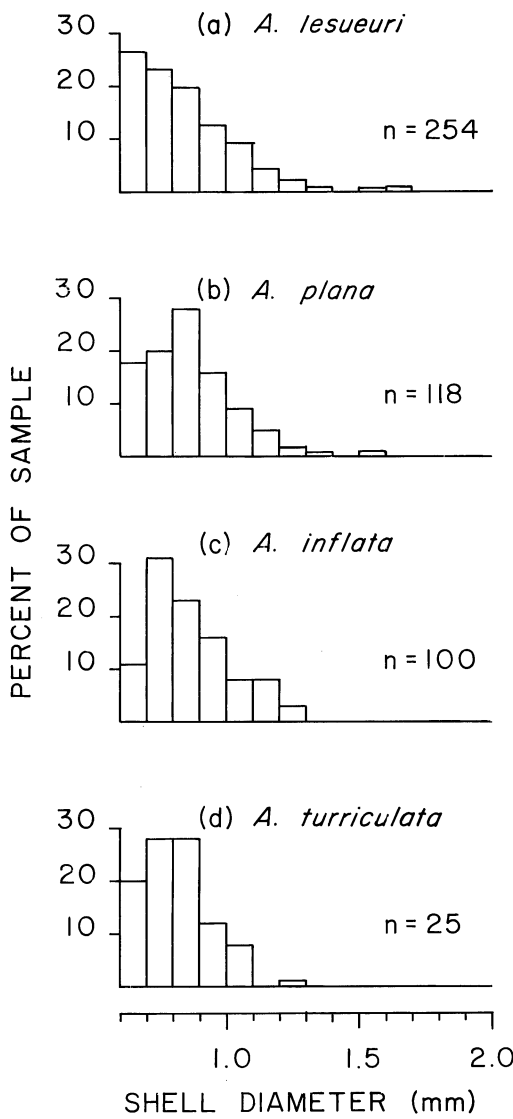 (a) A. lesueuri
30
20
10
n = 254
(b) A. plana
30
20
10
n = 118
(c) A. inflata
30
20
10
n = 100
(d) A. turriculata
30
20
10
n = 25
PERCENT OF SAMPLE
1.0 1.5 2.0
SHELL DIAMETER (mm)